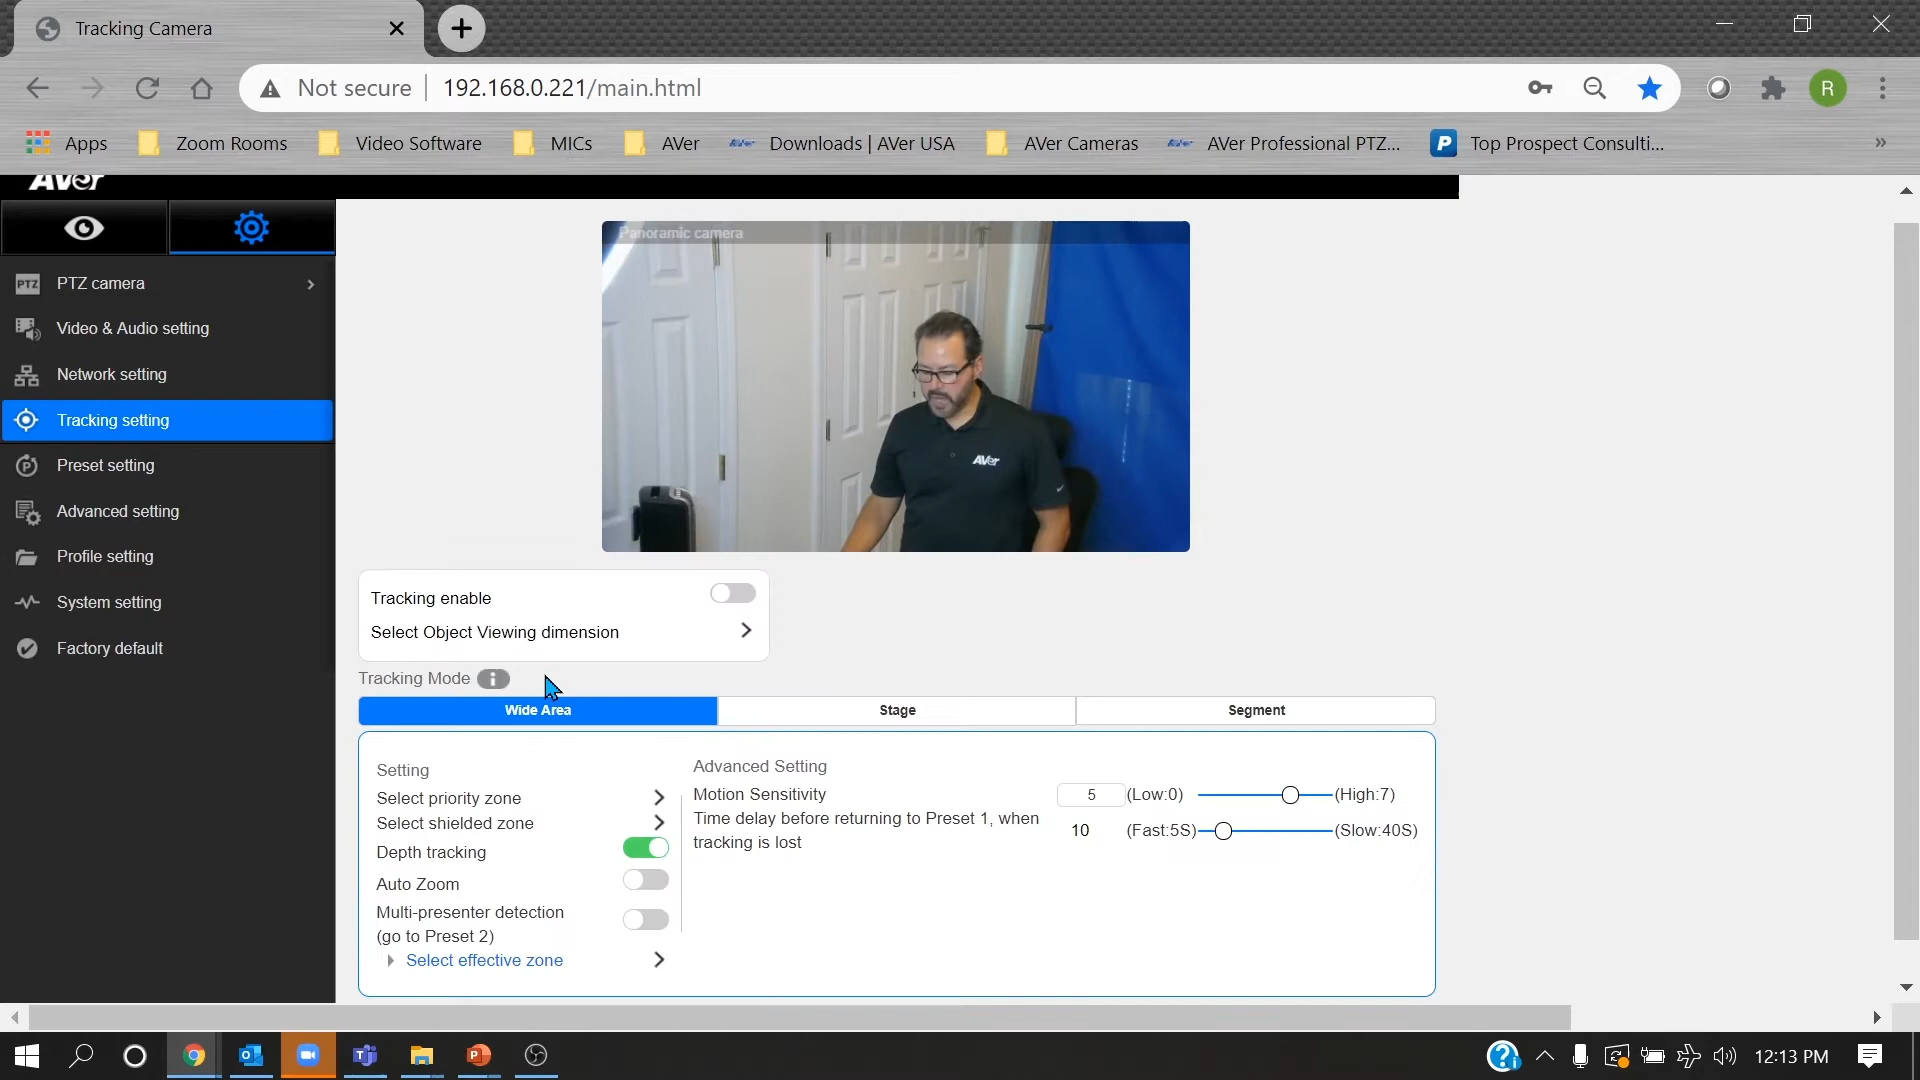 Tracking Camera
Not secure 192.168.0.221/main.html R
Apps Zoom Rooms Video Software MICs AVer Downloads | AVer USA AVer Cameras AVer Professional PTZ... P Top Prospect Consulti... »
AVer
Panoramic camera
PTZ PTZ camera
Video & Audio setting
Network setting
Tracking setting
Preset setting
Advanced setting
Profile setting
System setting
Factory default
AVer
Tracking enable
Select Object Viewing dimension
Tracking Mode i
Wide Area Stage Segment
Setting
Select priority zone
Select shielded zone
Depth tracking
Auto Zoom
Multi-presenter detection
(go to Preset 2)
Select effective zone
Advanced Setting
Motion Sensitivity 5 (Low:0) (High:7)
Time delay before returning to Preset 1, when
tracking is lost
10 (Fast:5S) (Slow:40S)
12:13 PM